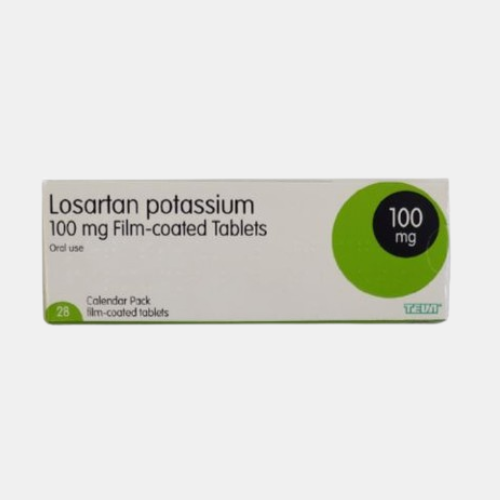 Losartan potassium
100 mg Film-coated Tablets
Oral use
100
mg
28
Calendar Pack
film-coated tablets
TEVA